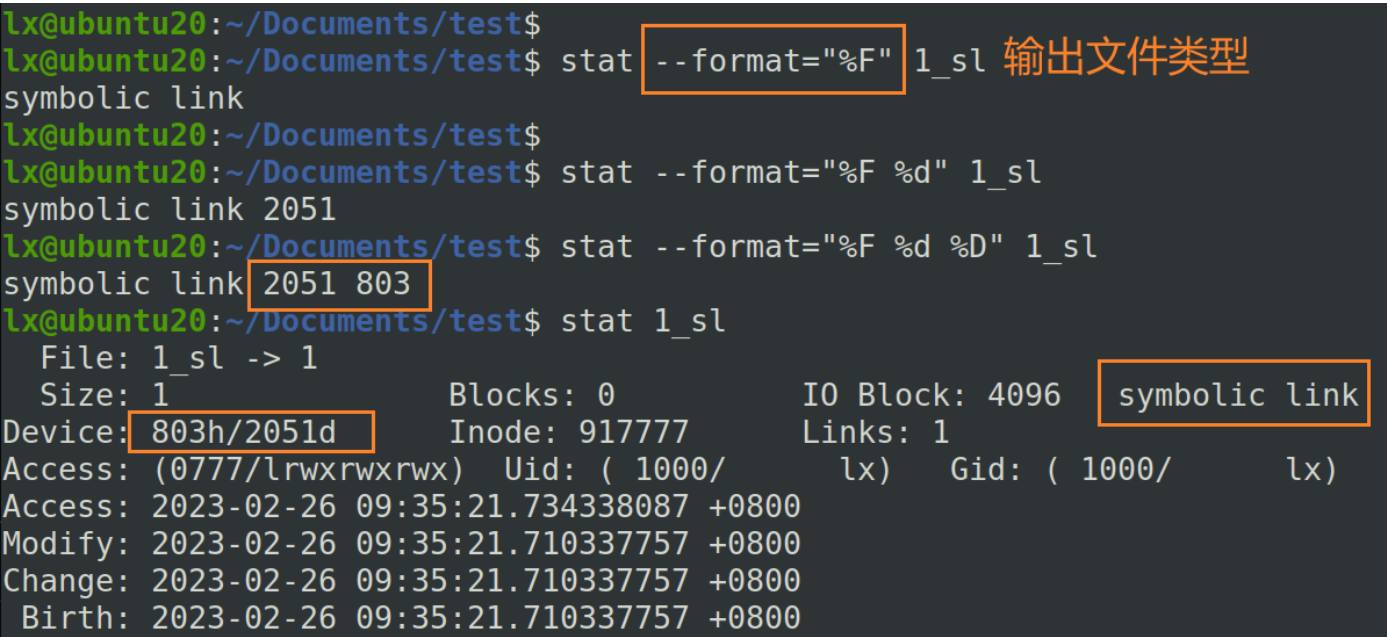 lx@ubuntu20:~/Documents/test$
lx@ubuntu20:~/Documents/test$ stat --format="%F" 1_sl 输出文件类型
symbolic link
lx@ubuntu20:~/Documents/test$
lx@ubuntu20:~/Documents/test$ stat --format="%F %d" 1_sl
symbolic link 2051
lx@ubuntu20:~/Documents/test$ stat --format="%F %d %D" 1_sl
symbolic link 2051 803
lx@ubuntu20:~/Documents/test$ stat 1_sl
  File: 1_sl -> 1
  Size: 1               Blocks: 0          IO Block: 4096   symbolic link
Device: 803h/2051d      Inode: 917777      Links: 1
Access: (0777/lrwxrwxrwx)  Uid: ( 1000/      lx)   Gid: ( 1000/      lx)
Access: 2023-02-26 09:35:21.734338087 +0800
Modify: 2023-02-26 09:35:21.710337757 +0800
Change: 2023-02-26 09:35:21.710337757 +0800
 Birth: 2023-02-26 09:35:21.710337757 +0800